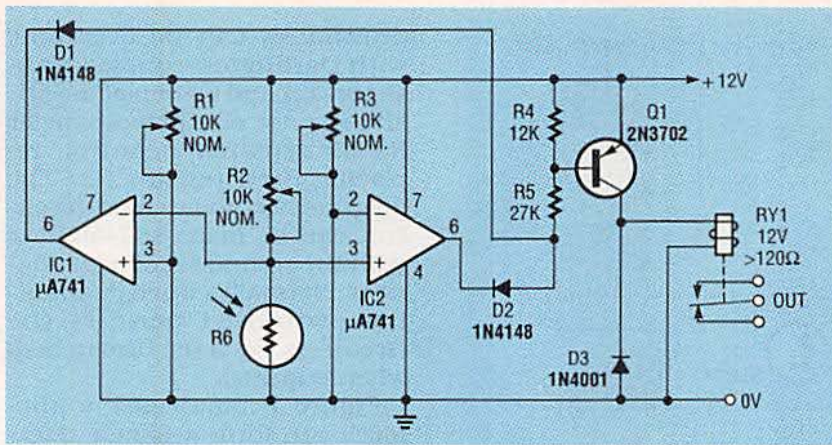 D1
1N4148
+12V
R1
10K
NOM.
R3
10K
NOM.
R4
12K
Q1
2N3702
R2
10K
NOM.
7
6
2
3
IC1
μA741
7
2
6
3
4
IC2
μA741
R5
27K
RY1
12V
>120Ω
OUT
R6
D2
1N4148
D3
1N4001
0V